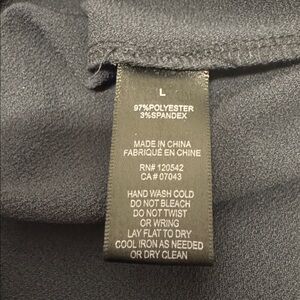 L
97%POLYESTER
3%SPANDEX
MADE IN CHINA
FABRIQUÉ EN CHINE
RN# 120542
CA# 07043
HAND WASH COLD
DO NOT BLEACH
DO NOT TWIST
OR WRING
LAY FLAT TO DRY
COOL IRON AS NEEDED
OR DRY CLEAN